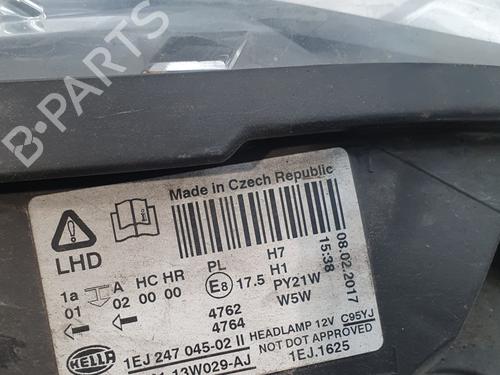 B-PARTS
Made in Czech Republic
LHD
1a A HC HR PL H7
01 02 00 00 E8 17.5 H1
PY21W
4762 W5W
4764
15:38
08.02.2017
HELLA 1EJ 247 045-02 II HEADLAMP 12V C95YJ
13W029-AJ NOT DOT APPROVED
1EJ.1625